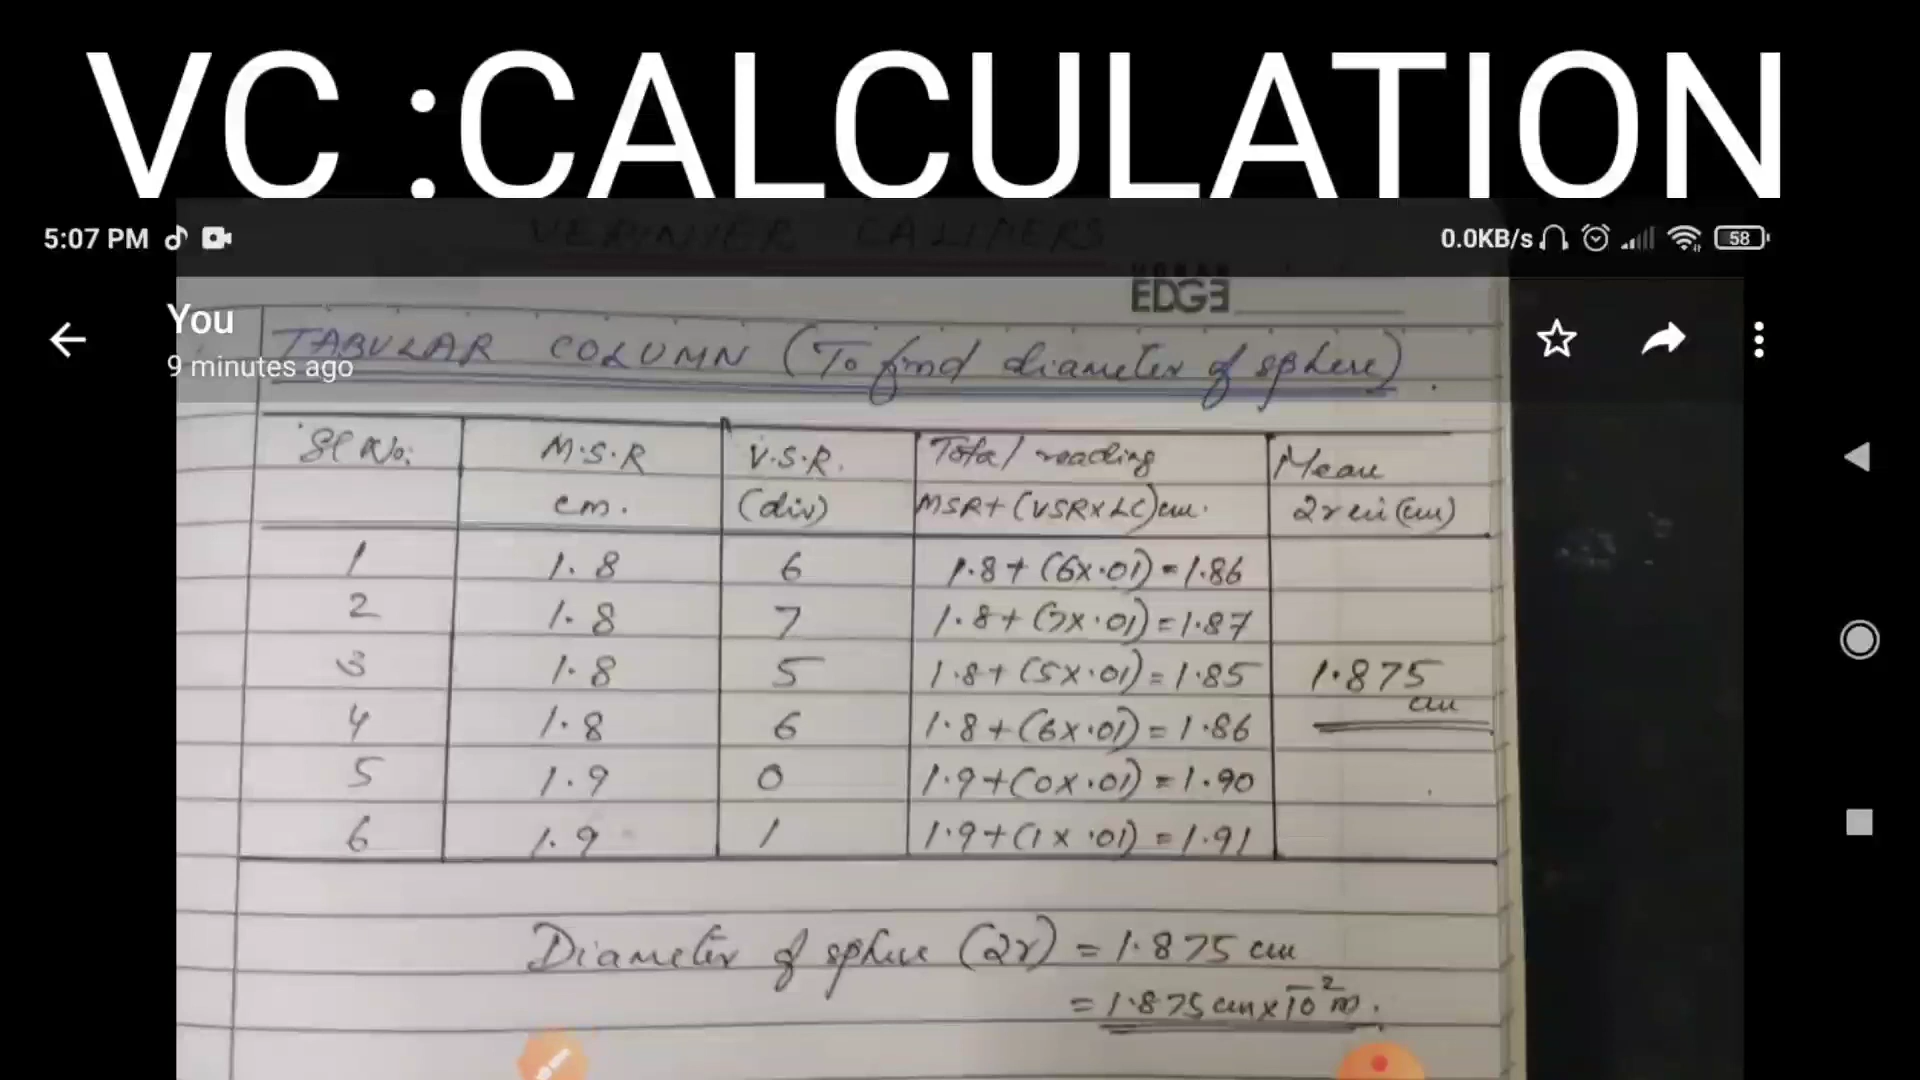 VC :CALCULATION
5:07 PM
0.0KB/s
58
VERNIER CALIPERS
EDGE
You
9 minutes ago
TABULAR COLUMN (To find diameter of sphere).
Sl No: M.S.R V.S.R. Total reading Mean
cm. (div) MSR+(VSR×LC)cm. 2r in (cm)
1 1.8 6 1.8+(6×.01)=1.86
2 1.8 7 1.8+(7×.01)=1.87
3 1.8 5 1.8+(5×.01)=1.85 1.875
cm
4 1.8 6 1.8+(6×.01)=1.86
5 1.9 0 1.9+(0×.01)=1.90
6 1.9 1 1.9+(1×.01)=1.91
Diameter of sphere (2r) = 1.875 cm
= 1.875 cm×10⁻² m.